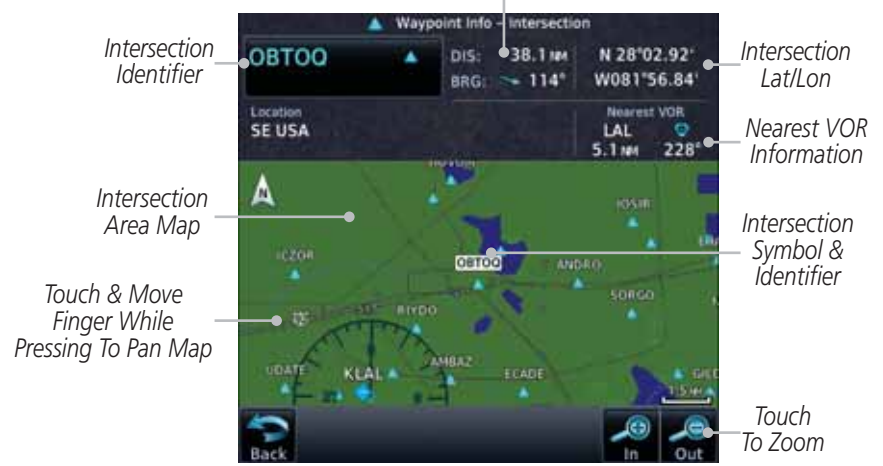 Waypoint Info - Intersection
Intersection
Identifier
OBTOQ
DIS: 38.1 NM
BRG: 114°
N 28°02.92'
W081°56.84'
Intersection
Lat/Lon
Location
SE USA
Nearest VOR
LAL
5.1 NM 228°
Nearest VOR
Information
N
Intersection
Area Map
IOSIR
Intersection
Symbol &
Identifier
ICZOR
OBTOQ
ANDRO
SORGO
Touch & Move
Finger While
Pressing To Pan Map
RIYDO
UDATE
KLAL
AMBAZ
ECADE
1.5 NM
Back
In
Out
Touch
To Zoom